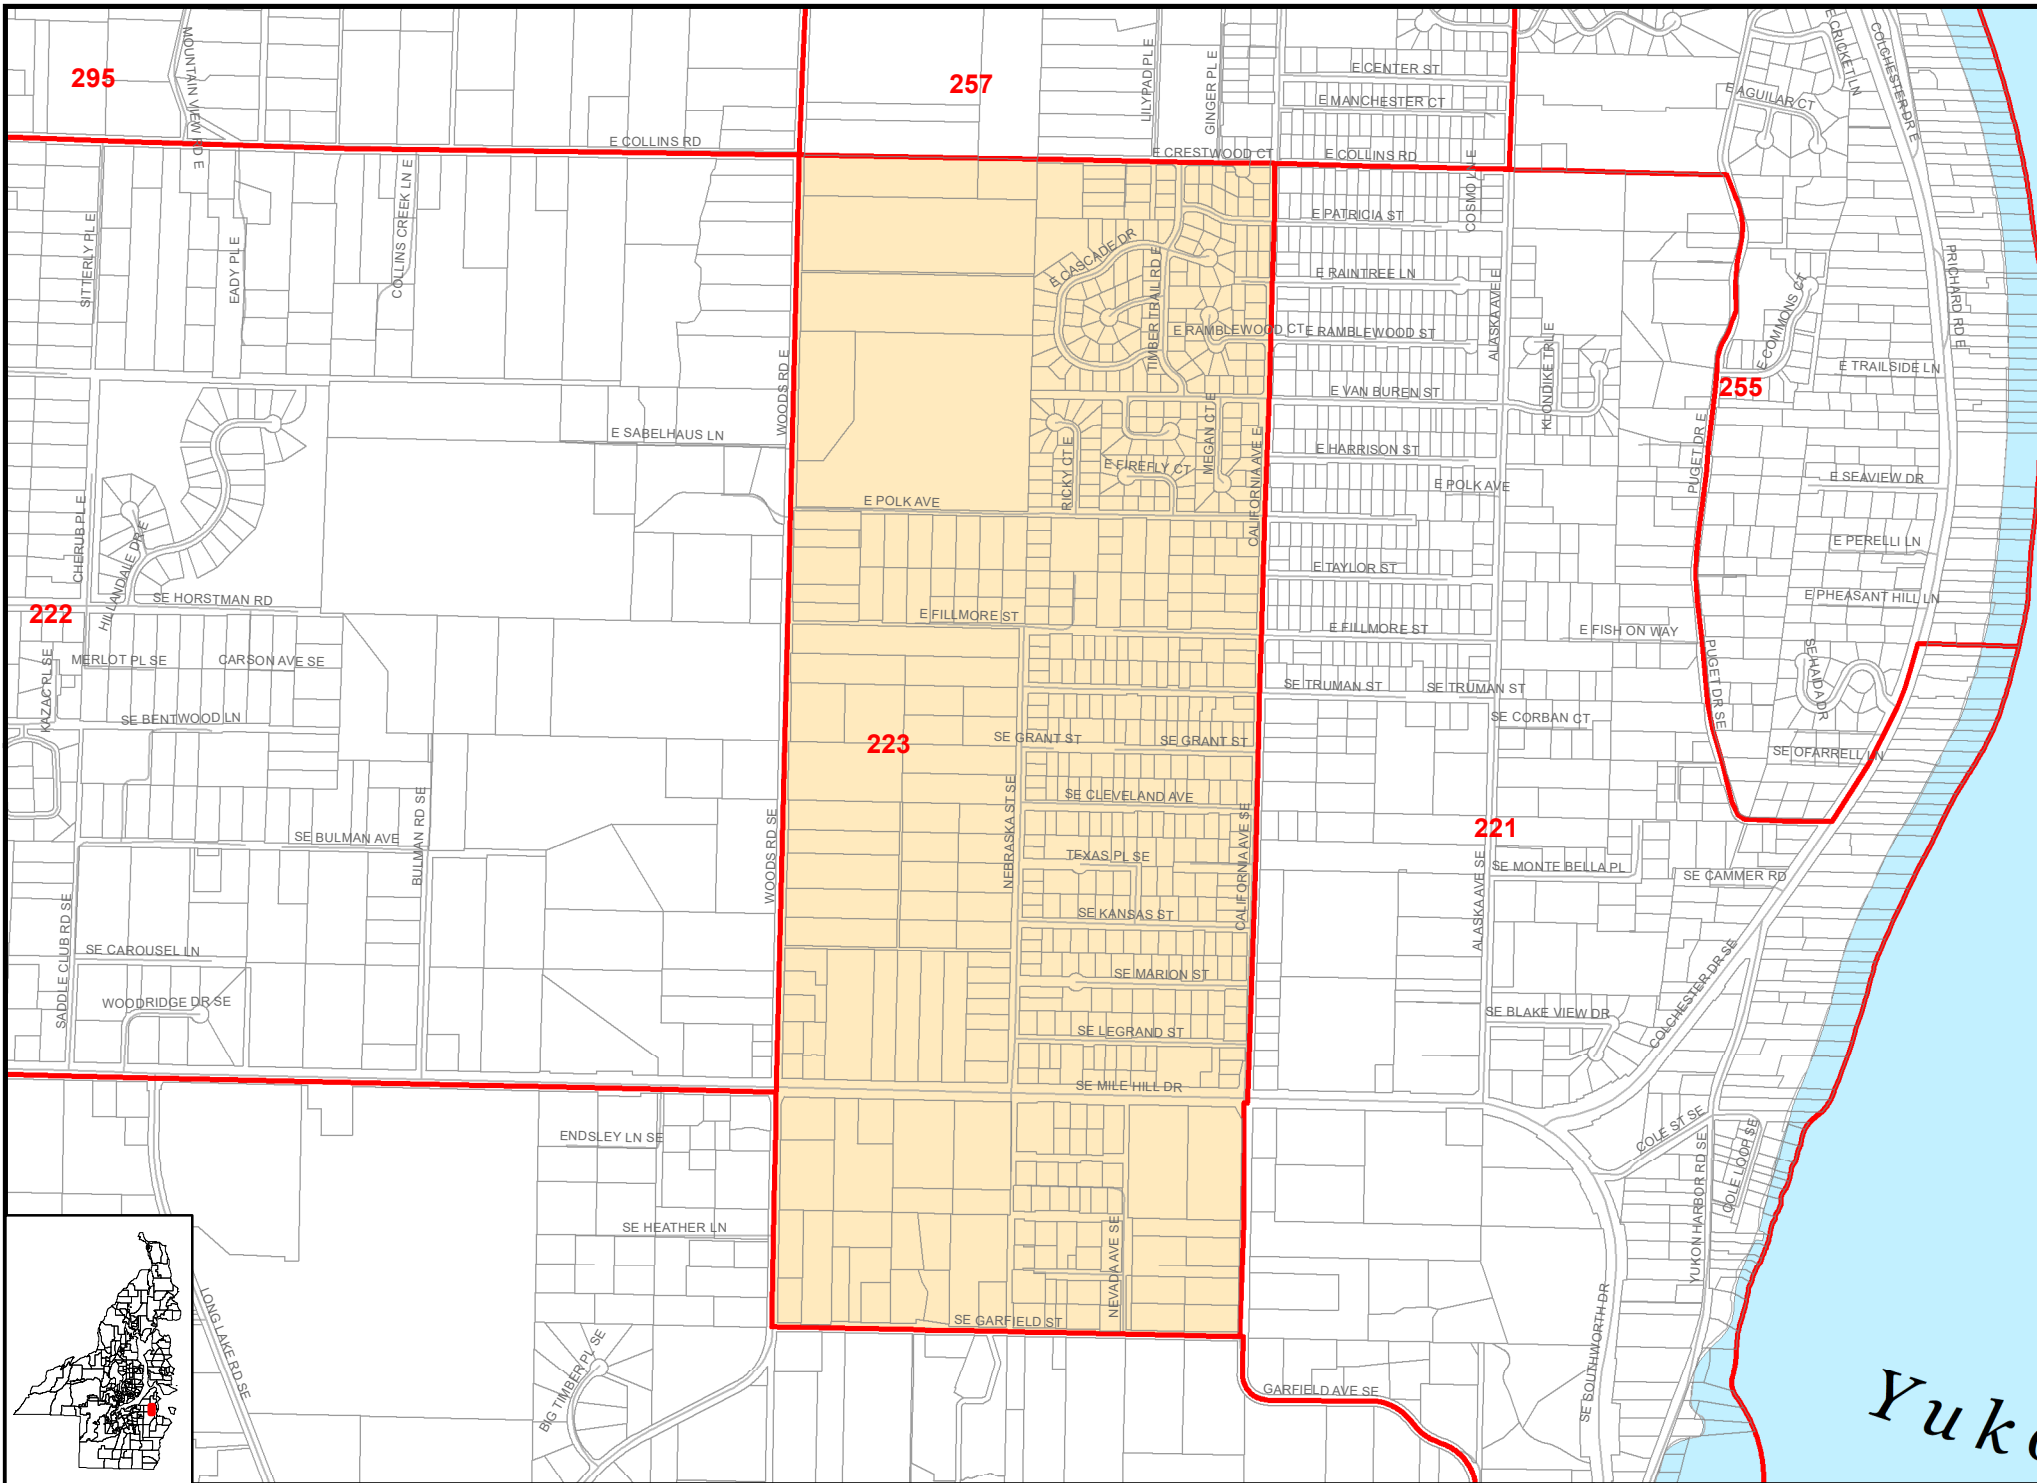 295
257
MOUNTAIN VIEW RD E
LILYPAD PL E
GINGER PL E
E CENTER ST
E MANCHESTER CT
E CRICKET LN
COLCHESTER DR E
E AGUILAR CT
E COLLINS RD
E CRESTWOOD CT
E COLLINS RD
COLLINS CREEK LN E
SITTERLY PL E
EADY PL E
E CASCADE DR
TIMBER TRAIL RD E
E PATRICIA ST
E RAINTREE LN
ALASKA AVE E
E COMMONS CT
PRICHARD RD E
E RAMBLEWOOD CT
E RAMBLEWOOD ST
KLONDIKE TRL E
E TRAILSIDE LN
WOODS RD E
E VAN BUREN ST
255
PUGET DR E
E SABELHAUS LN
RICKY CT E
E FIREFLY CT
MEGAN CT E
CALIFORNIA AVE E
E HARRISON ST
E POLK AVE
E POLK AVE
E SEAVIEW DR
CHERUB PL E
HILLANDALE DR E
E PERELLI LN
E TAYLOR ST
SE HORSTMAN RD
222
E FILLMORE ST
E FILLMORE ST
E FISH ON WAY
E PHEASANT HILL LN
KAZAC PL SE
MERLOT PL SE
CARSON AVE SE
SE TRUMAN ST
SE TRUMAN ST
PUGET DR SE
SE HAIDA DR
SE BENTWOOD LN
SE CORBAN CT
223
SE GRANT ST
SE GRANT ST
SE OFARRELL LN
SE CLEVELAND AVE
BULMAN RD SE
WOODS RD SE
NEBRASKA ST SE
CALIFORNIA AVE SE
221
SE BULMAN AVE
TEXAS PL SE
ALASKA AVE SE
SE MONTE BELLA PL
SE CAMMER RD
SE KANSAS ST
SADDLE CLUB RD SE
SE CAROUSEL LN
SE MARION ST
COLCHESTER DR SE
WOODRIDGE DR SE
SE BLAKE VIEW DR
SE LEGRAND ST
SE MILE HILL DR
ENDSLEY LN SE
COLE ST SE
COLE LOOP SE
YUKON HARBOR RD SE
SE HEATHER LN
NEVADA AVE SE
LONG LAKE RD SE
SE GARFIELD ST
BIG TIMBER PL SE
SE SOUTHWORTH DR
GARFIELD AVE SE